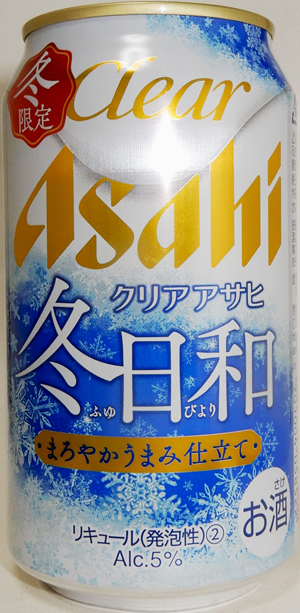 冬
限定
Clear
Asahi
クリアアサヒ
冬日和
ふゆ びより
・まろやかうまみ仕立て・
さけ
お酒
リキュール(発泡性)②
Alc.5%